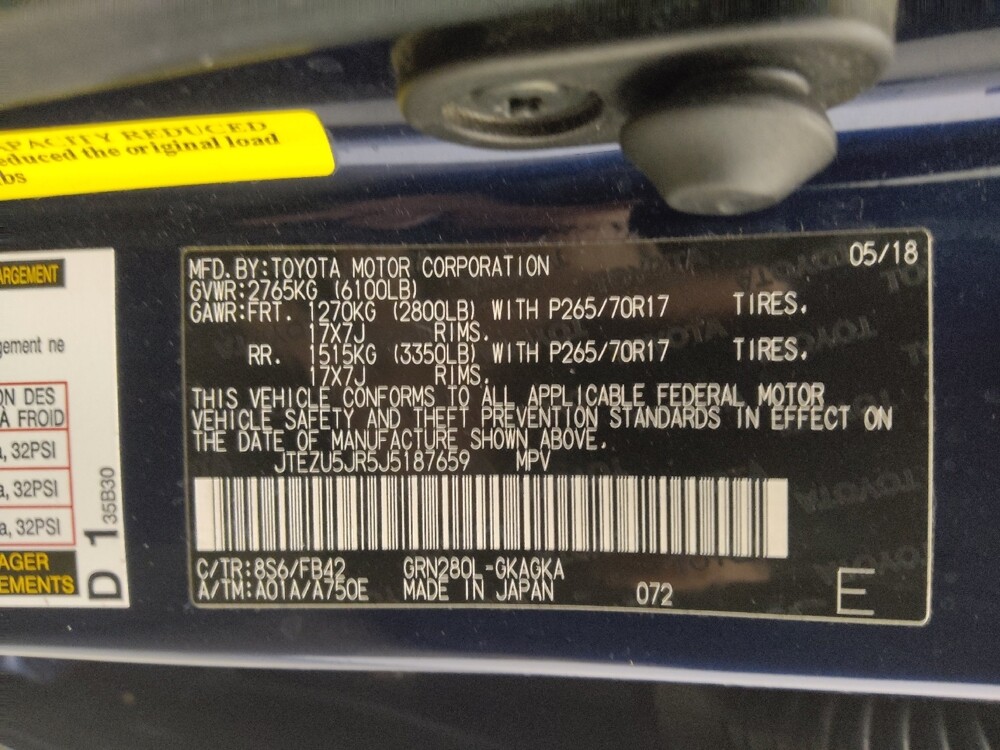 APACITY REDUCED
educed the original load
bs
ARGEMENT
gement ne
ON DES
À FROID
a, 32PSI
a, 32PSI
a, 32PSI
AGER
EMENTS
D 1 35B30
05/18
MFD.BY:TOYOTA MOTOR CORPORATION
GVWR:2765KG (6100LB)
GAWR:FRT. 1270KG (2800LB) WITH P265/70R17 TIRES,
17X7J RIMS.
RR. 1515KG (3350LB) WITH P265/70R17 TIRES,
17X7J RIMS,
THIS VEHICLE CONFORMS TO ALL APPLICABLE FEDERAL MOTOR
VEHICLE SAFETY AND THEFT PREVENTION STANDARDS IN EFFECT ON
THE DATE OF MANUFACTURE SHOWN ABOVE.
JTEZU5JR5J5187659 MPV
C/TR:8S6/FB42 GRN280L-GKAGKA
A/TM:A01A/A750E MADE IN JAPAN 072 E